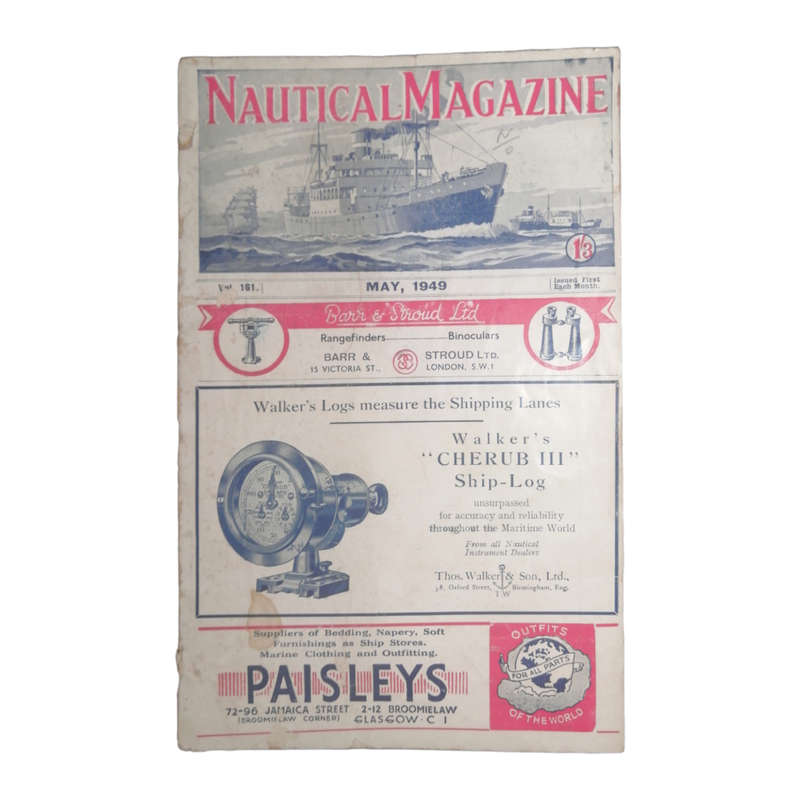 NAUTICAL MAGAZINE
1/3
Vol. 161.
MAY, 1949
Issued First
Each Month.
Barr & Stroud Ltd
Rangefinders Binoculars
BARR & STROUD LTD.
15 VICTORIA ST., LONDON, S.W.1
Walker's Logs measure the Shipping Lanes
Walker's
"CHERUB III"
Ship-Log
unsurpassed
for accuracy and reliability
throughout the Maritime World
From all Nautical
Instrument Dealers
Thos. Walker & Son, Ltd.,
58, Oxford Street, Birmingham, Eng.
T W
Suppliers of Bedding, Napery, Soft
Furnishings as Ship Stores.
Marine Clothing and Outfitting.
PAISLEYS
72-96 JAMAICA STREET 2-12 BROOMIELAW
(BROOMIELAW CORNER) GLASGOW·C 1
OUTFITS
FOR ALL PARTS
OF THE WORLD